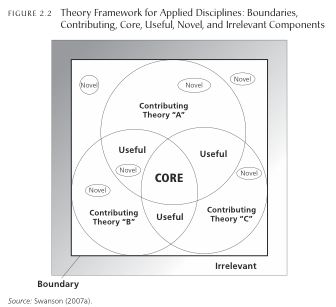 FIGURE 2.2 Theory Framework for Applied Disciplines: Boundaries,
Contributing, Core, Useful, Novel, and Irrelevant Components
Novel
Novel
Novel
Contributing
Theory "A"
Useful
Useful
Novel
CORE
Novel
Novel
Contributing
Theory "B"
Useful
Contributing
Theory "C"
Irrelevant
Boundary
Source: Swanson (2007a).